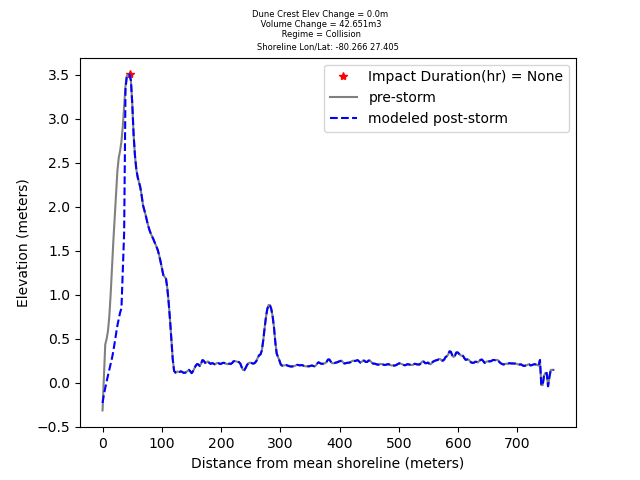 Dune Crest Elev Change = 0.0m
Volume Change = 42.651m3
Regime = Collision
Shoreline Lon/Lat: -80.266 27.405
Impact Duration(hr) = None
pre-storm
modeled post-storm
Elevation (meters)
3.5
3.0
2.5
2.0
1.5
1.0
0.5
0.0
−0.5
0 100 200 300 400 500 600 700
Distance from mean shoreline (meters)